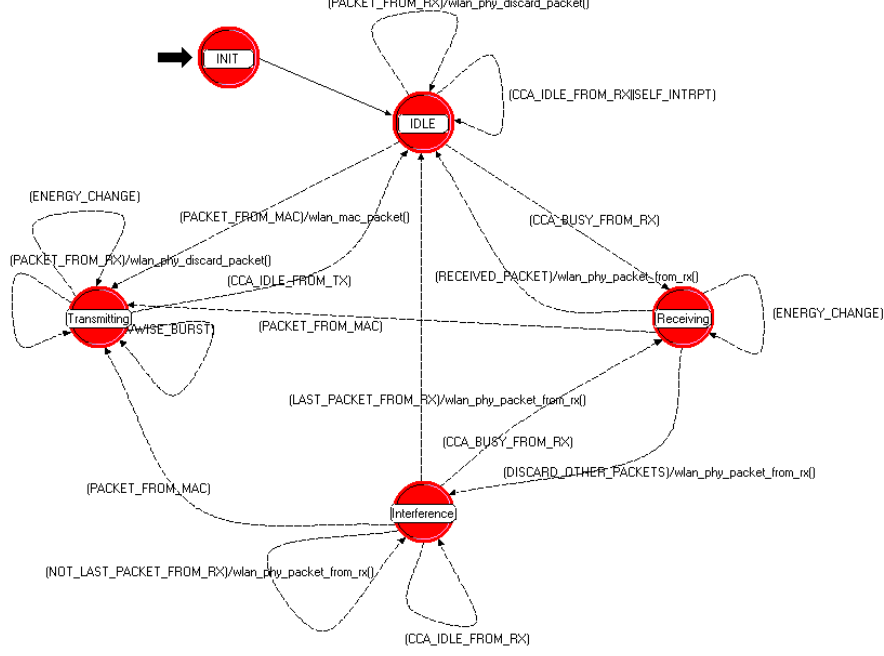 (PACKET_FROM_RX)/wlan_phy_discard_packet()
INIT
(CCA_IDLE_FROM_RX||SELF_INTRPT)
IDLE
(ENERGY_CHANGE)
(PACKET_FROM_MAC)/wlan_mac_packet()
(CCA_BUSY_FROM_RX)
(PACKET_FROM_RX)/wlan_phy_discard_packet()
(CCA_IDLE_FROM_TX)
(RECEIVED_PACKET)/wlan_phy_packet_from_rx()
Transmitting
WISE_BURST)
(PACKET_FROM_MAC)
Receiving
(ENERGY_CHANGE)
(LAST_PACKET_FROM_RX)/wlan_phy_packet_from_rx()
(CCA_BUSY_FROM_RX)
(DISCARD_OTHER_PACKETS)/wlan_phy_packet_from_rx()
(PACKET_FROM_MAC)
Interference
(NOT_LAST_PACKET_FROM_RX)/wlan_phy_packet_from_rx()
(CCA_IDLE_FROM_RX)